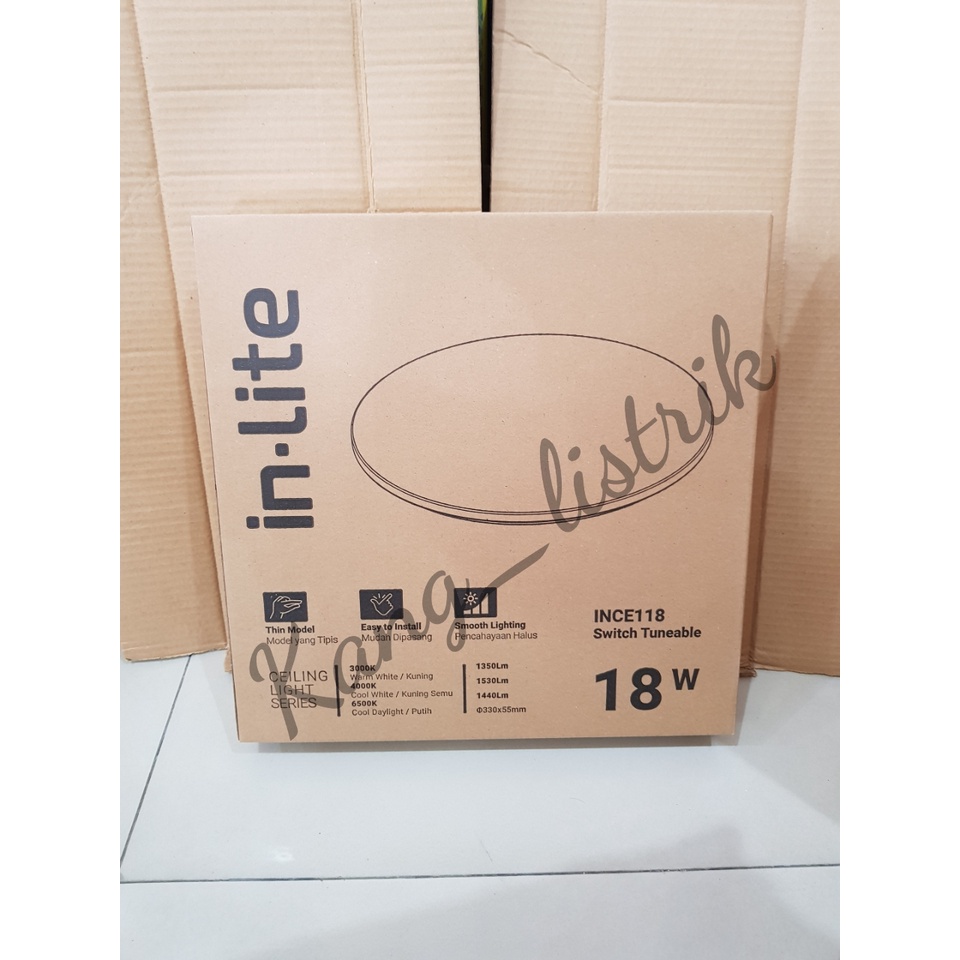 in·lite
Thin Model
Model yang Tipis
Easy to Install
Mudah Dipasang
Smooth Lighting
Pencahayaan Halus
INCE118
Switch Tuneable
CEILING
LIGHT
SERIES
3000K
Warm White / Kuning
4000K
Cool White / Kuning Semu
6500K
Cool Daylight / Putih
1350Lm
1530Lm
1440Lm
Φ330x55mm
18 W
Kang_listrik